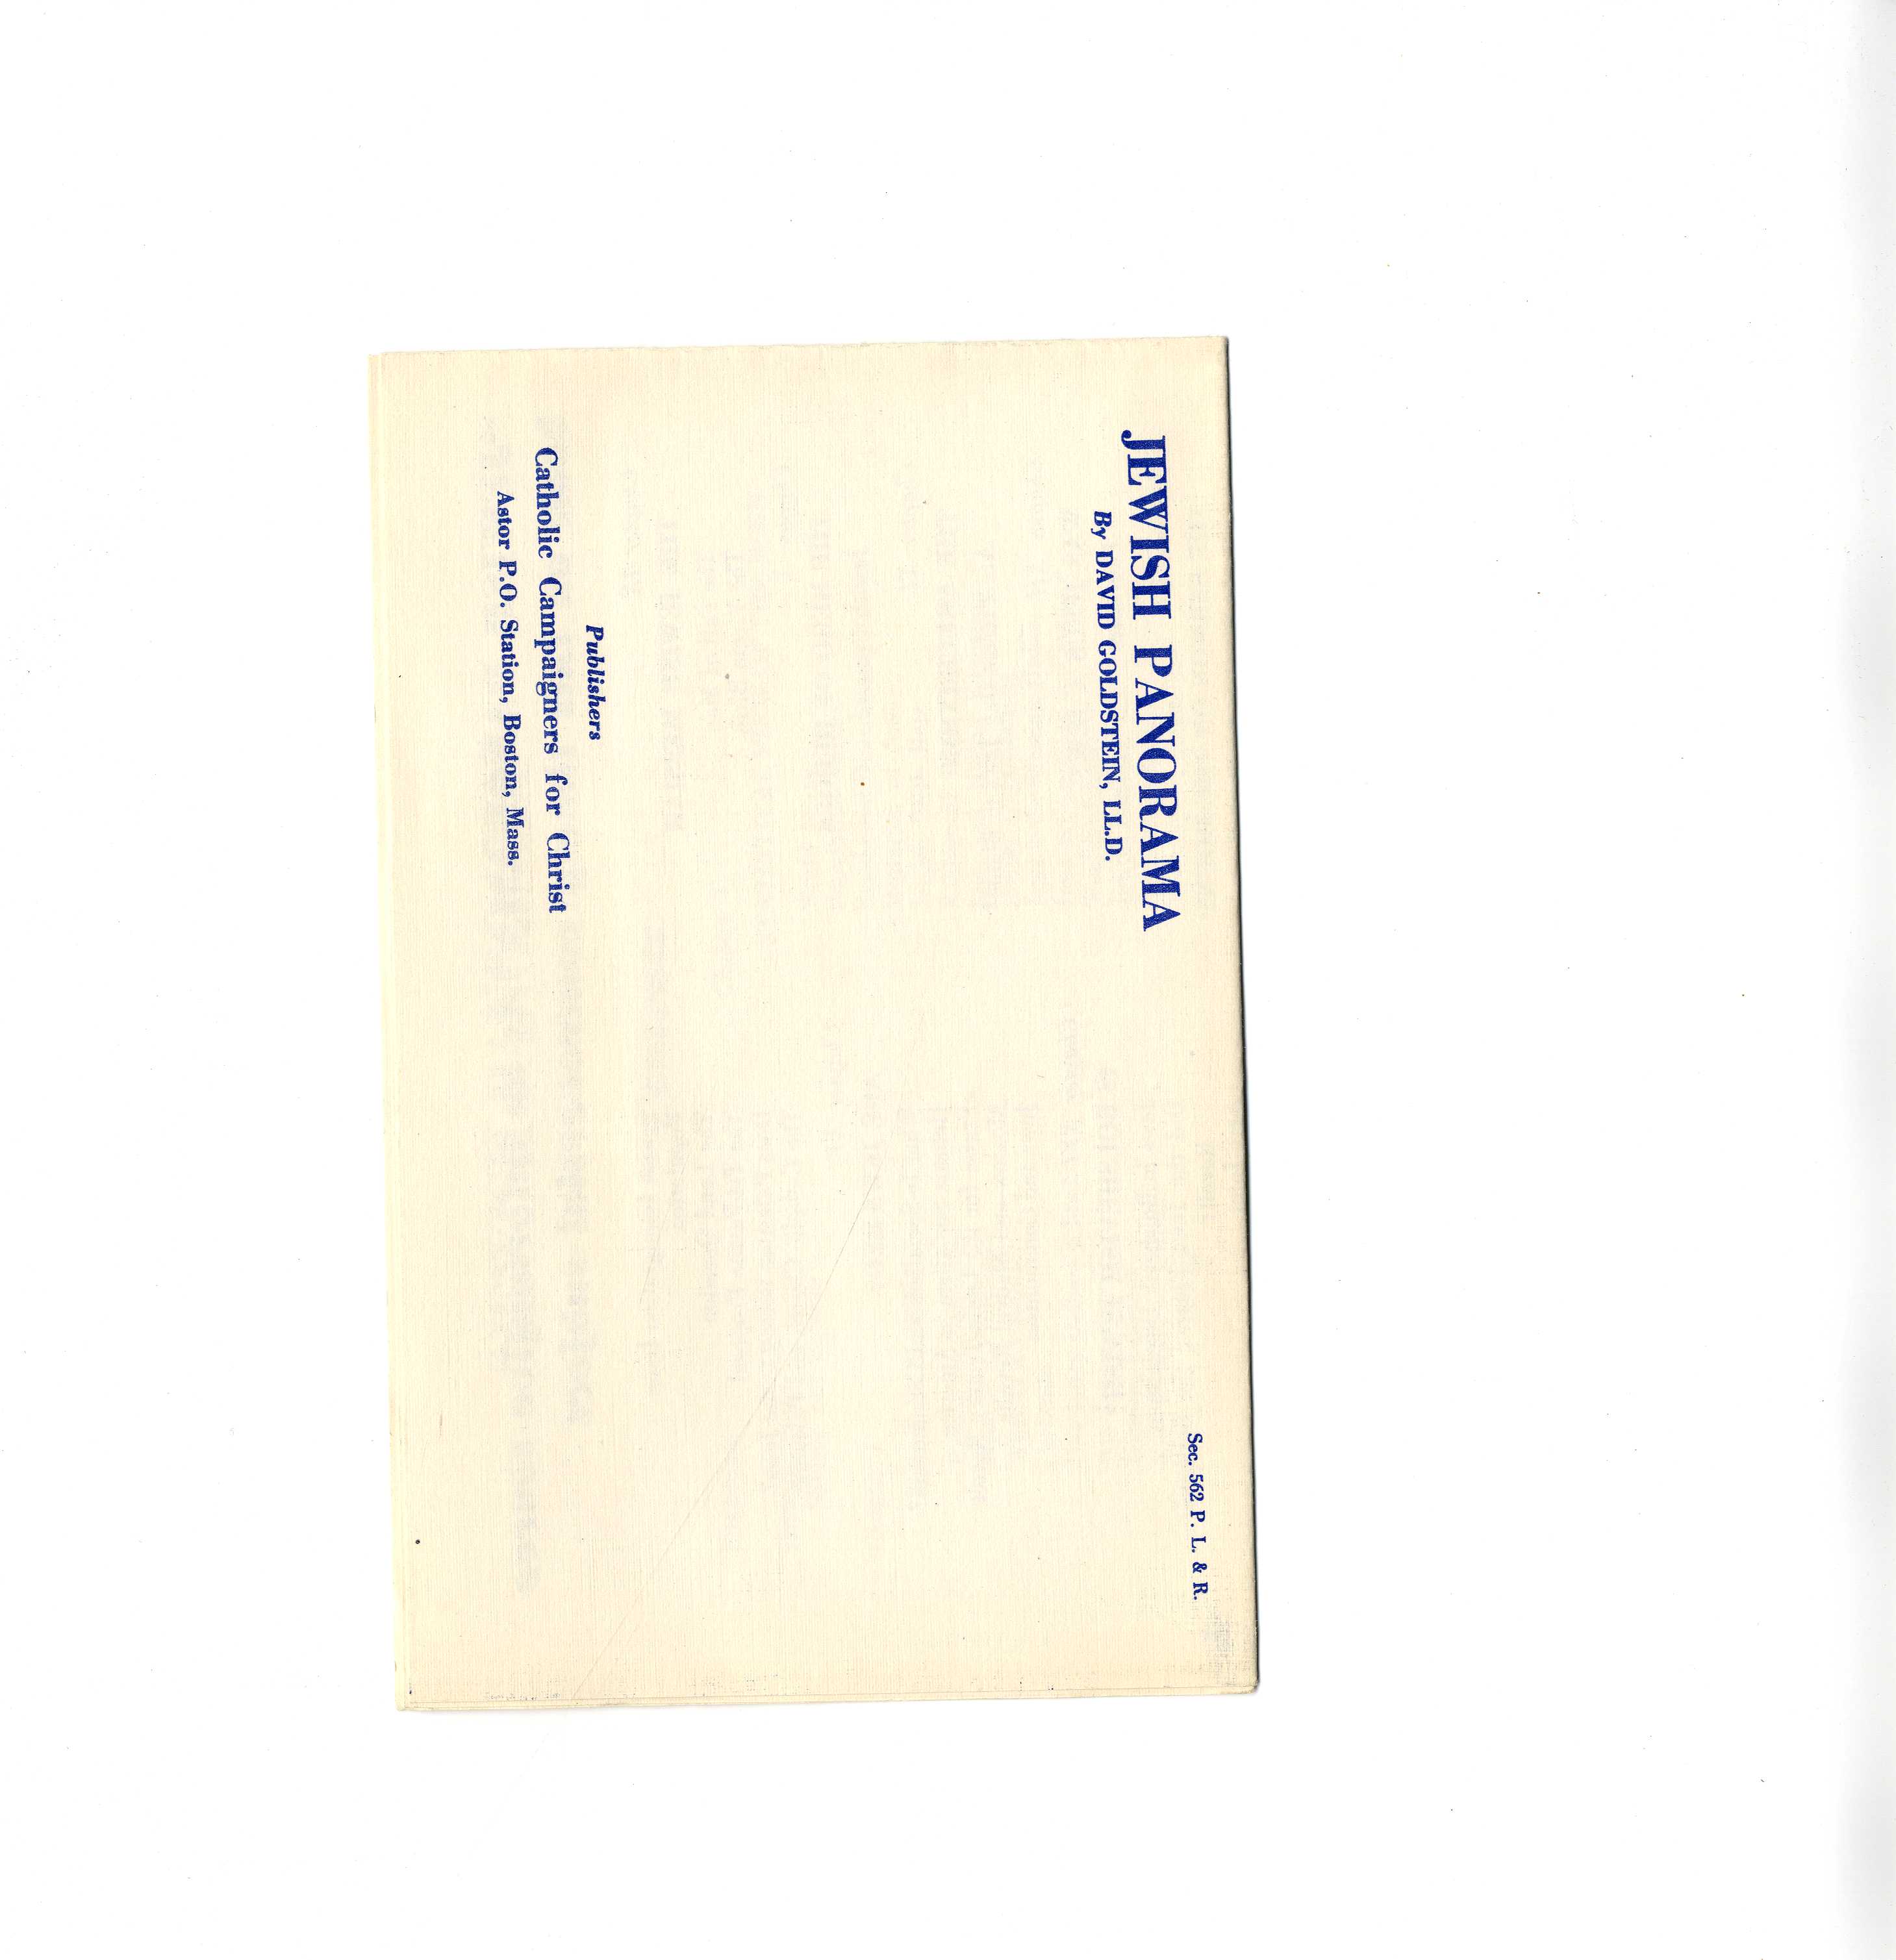 Sec. 562 P. L. & R.
JEWISH PANORAMA
By DAVID GOLDSTEIN, LL.D.
Publishers
Catholic Campaigners for Christ
Astor P.O. Station, Boston, Mass.